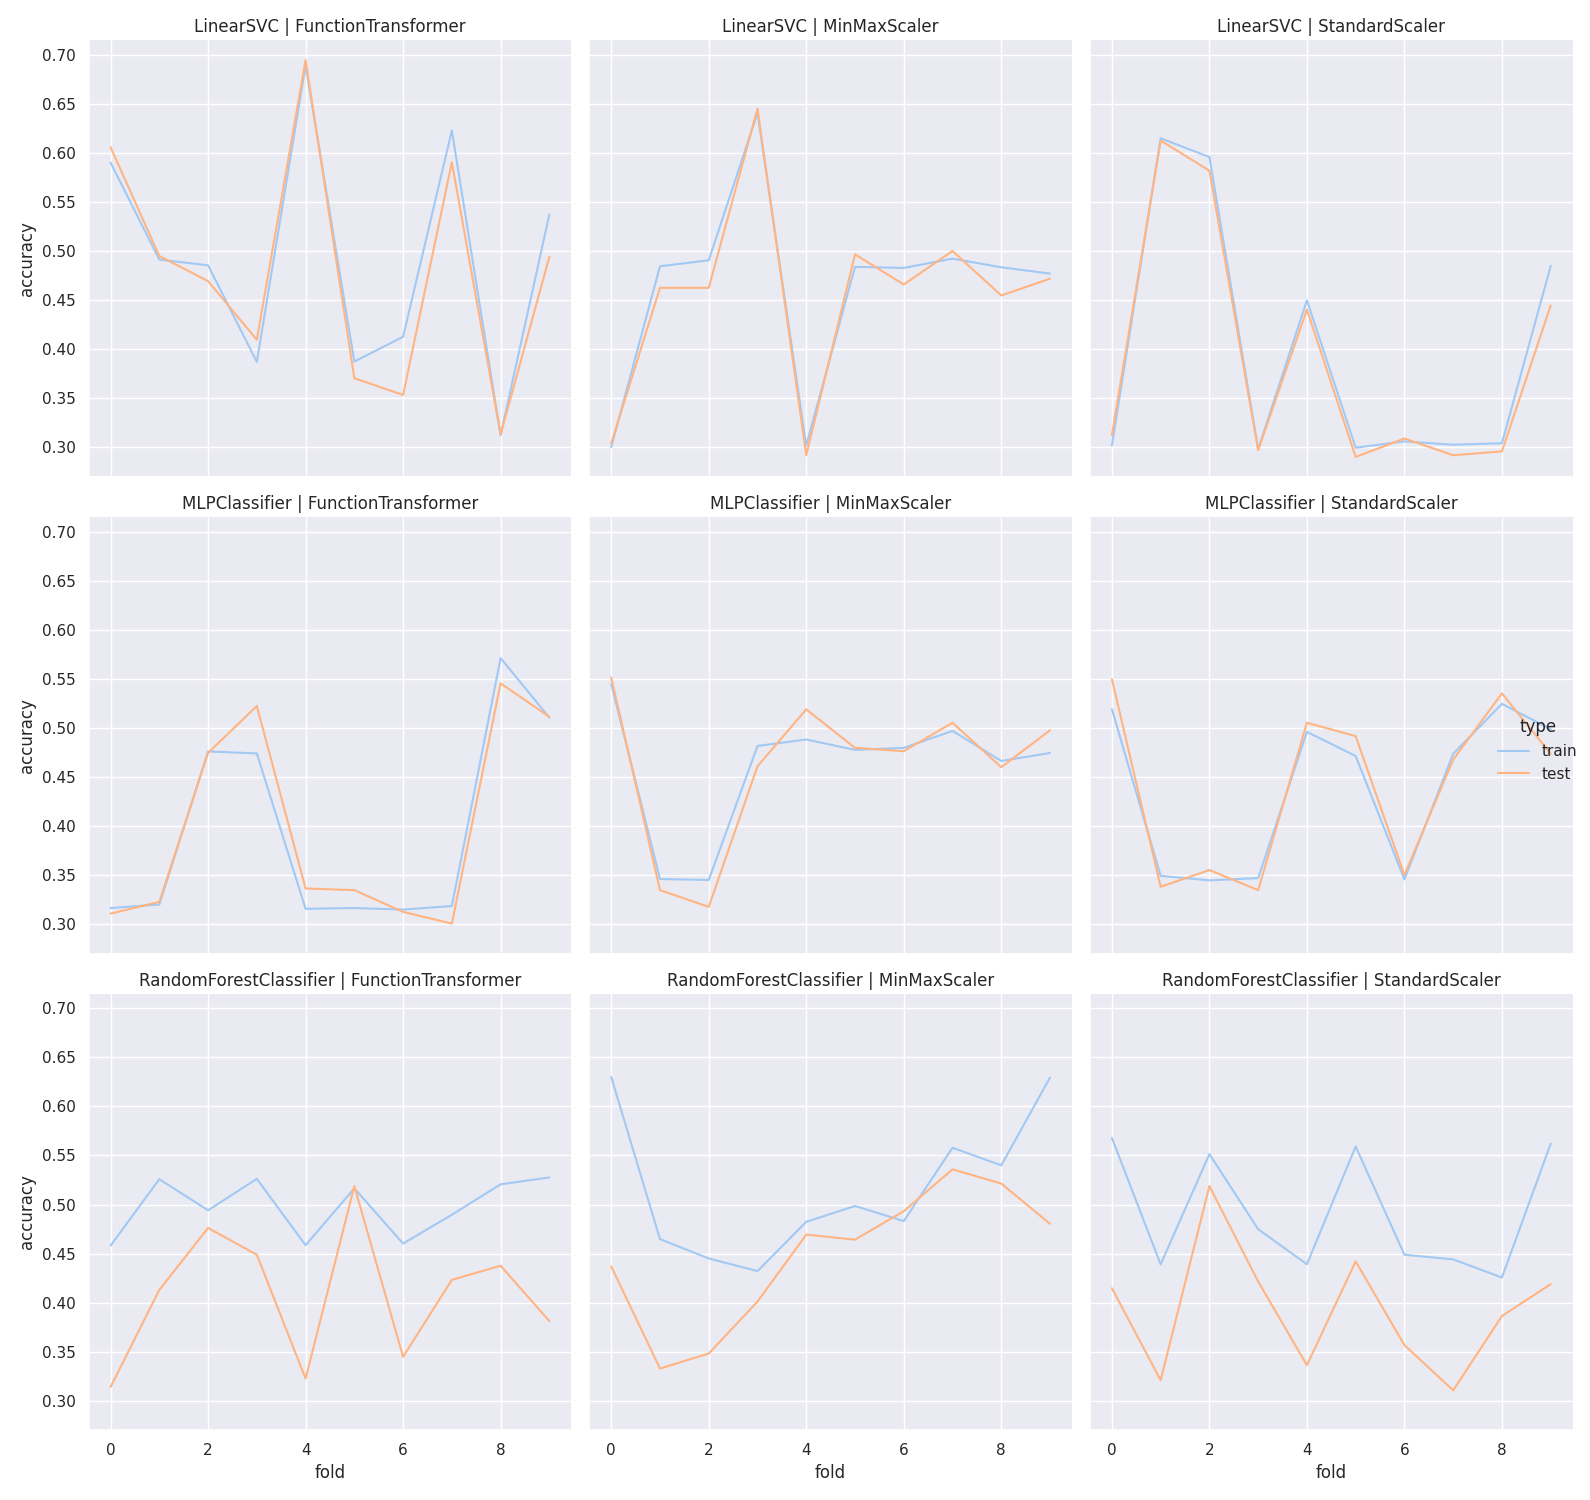 LinearSVC | FunctionTransformer
LinearSVC | MinMaxScaler
LinearSVC | StandardScaler
0.70
0.65
0.60
0.55
0.50
0.45
0.40
0.35
0.30
accuracy
MLPClassifier | FunctionTransformer
MLPClassifier | MinMaxScaler
MLPClassifier | StandardScaler
0.70
0.65
0.60
0.55
0.50
0.45
0.40
0.35
0.30
accuracy
type
train
test
RandomForestClassifier | FunctionTransformer
RandomForestClassifier | MinMaxScaler
RandomForestClassifier | StandardScaler
0.70
0.65
0.60
0.55
0.50
0.45
0.40
0.35
0.30
accuracy
0 2 4 6 8
0 2 4 6 8
0 2 4 6 8
fold
fold
fold